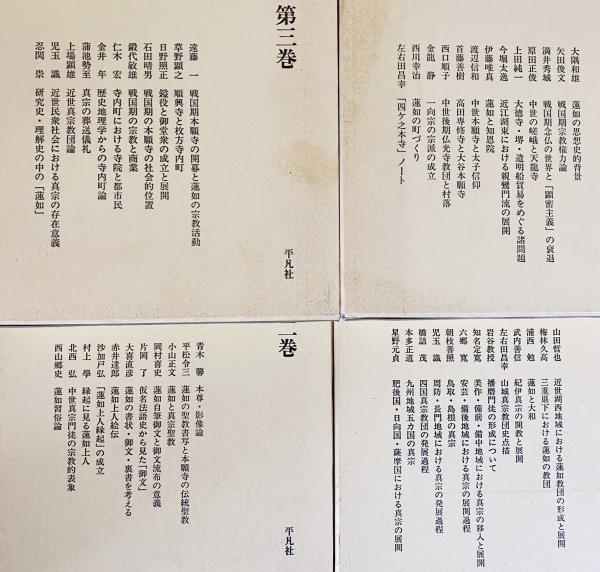 大隅和雄 蓮如の思想史的背景
矢田俊文 戦国期宗教権力論
満井秀城 戦国期念仏の世界と「顕密主義」の衰退
原田正俊 中世の嵯峨と天龍寺
上田純一 大徳寺・堺・遣明船貿易をめぐる諸問題
今堀太逸 近江湖東における親鸞門流の展開
伊藤唯真 蓮如と知恩院
渡辺信和 中世本願寺と太子信仰
首藤善樹 高田専修寺と大谷本願寺
西口順子 中世後期仏光寺教団と村落
金龍 静 一向宗の宗派の成立
西川幸治 蓮如の町づくり
左右田昌幸 「四ケ之本寺」ノート
第三巻
遠藤 一 戦国期本願寺の開幕と蓮如の宗教活動
草野顕之 順興寺と枚方寺内町
日野照正 鎰役と御堂衆の成立と展開
石田晴男 戦国期の本願寺の社会的位置
鍛代敏雄 戦国期の宗教と商業
仁木 宏 寺内町における寺院と都市民
金井 年 歴史地理学からの寺内町論
蒲池勢至 真宗の葬送儀礼
上場顕雄 近世真宗教団論
児玉 識 近世民衆社会における真宗の存在意義
忍関 崇 研究史・理解史の中の「蓮如」
平凡社
山田哲也 近世湖西地域における蓮如教団の形成と展開
梅林久高 三重県下における蓮如の教団
浦西 勉 蓮如と大和
武内善信 紀伊真宗の開教と展開
左右田昌幸 山城真宗教団史点描
岩谷教授 播磨門徒の形成について
知名定寛 美作・備前・備中地域における真宗の移入と展開
六郷 寛 安芸・備後地域における真宗の展開過程
朝枝善照 鳥取・島根の真宗
児玉 識 周防・長門地域における真宗の発展過程
橋詰 茂 四国真宗教団の発展過程
本多正道 九州地域五カ国の真宗
星野元貞 肥後国・日向国・薩摩国における真宗の展開
一巻
青木 馨 本尊・影像論
平松令三 蓮如の聖教書写と本願寺の伝統聖教
小山正文 蓮如と真宗聖教
岡村喜史 蓮如自筆御文と御文流布の意義
片岡 了 仮名法語史から見た「御文」
大喜直彦 蓮如の書状・御文・裏書を考える
赤井達郎 蓮如上人絵伝
沙加戸弘 「蓮如上人縁起」の成立
村上 學 縁起に見る蓮如上人
北西 弘 中世真宗門徒の宗教的表象
西山郷史 蓮如習俗論
平凡社